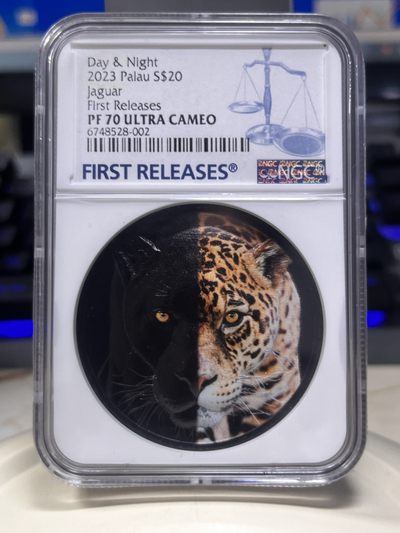 Day & Night
2023 Palau S$20
Jaguar
First Releases
PF 70 ULTRA CAMEO
6748528-002
FIRST RELEASES®
NGC